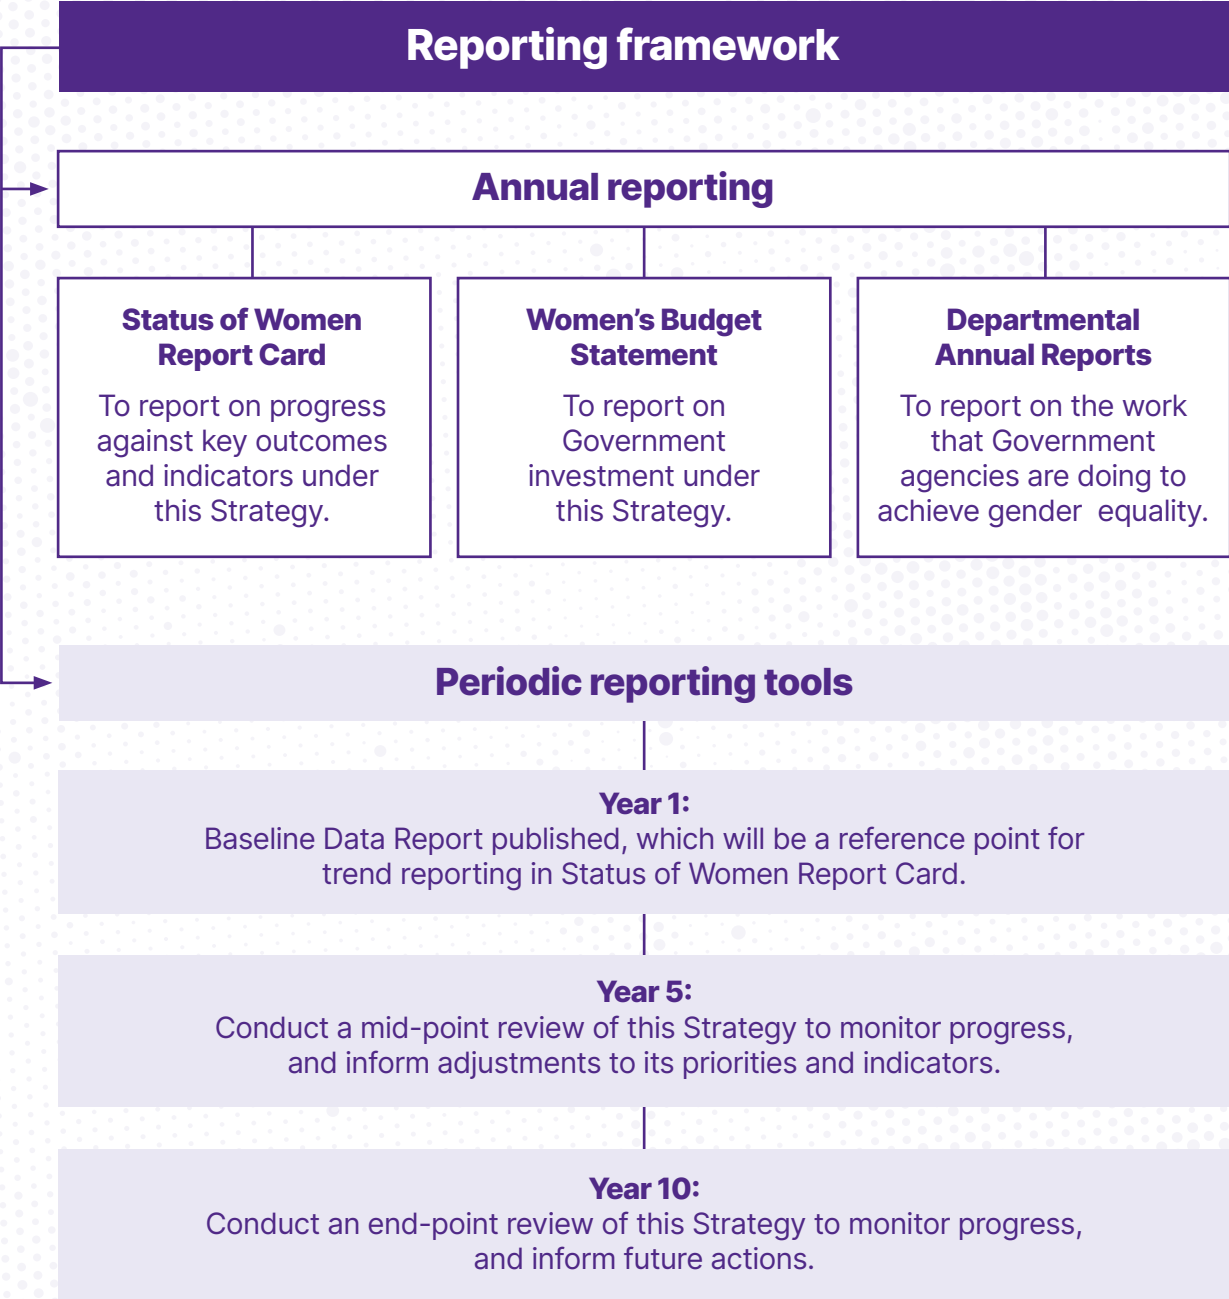 Reporting framework
Annual reporting
Status of Women
Report Card
To report on progress
against key outcomes
and indicators under
this Strategy.
Women’s Budget
Statement
To report on
Government
investment under
this Strategy.
Departmental
Annual Reports
To report on the work
that Government
agencies are doing to
achieve gender  equality.
Periodic reporting tools
Year 1:
Baseline Data Report published, which will be a reference point for
trend reporting in Status of Women Report Card.
Year 5:
Conduct a mid-point review of this Strategy to monitor progress,
and inform adjustments to its priorities and indicators.
Year 10:
Conduct an end-point review of this Strategy to monitor progress,
and inform future actions.